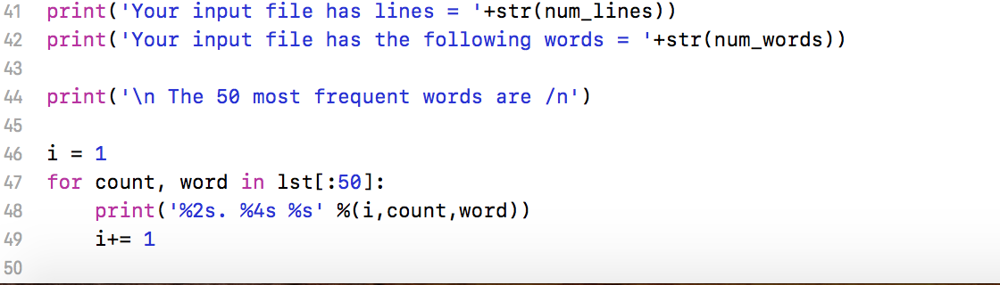 41 print('Your input file has lines = '+str(num_lines))
42 print('Your input file has the following words = '+str(num_words))
43
44 print('\n The 50 most frequent words are /n')
45
46 i = 1
47 for count, word in lst[:50]:
48     print('%2s. %4s %s' %(i,count,word))
49     i+= 1
50